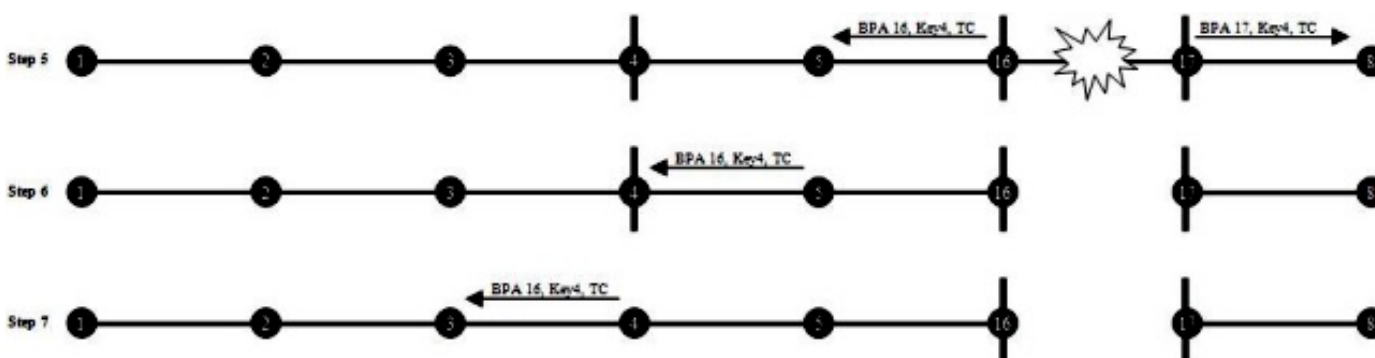 BPA 16, Key4, TC
BPA 17, Key4, TC
Step 5
1 2 3 4 5 16 17 8
BPA 16, Key4, TC
Step 6
1 2 3 4 5 16 17 8
BPA 16, Key4, TC
Step 7
1 2 3 4 5 16 17 8